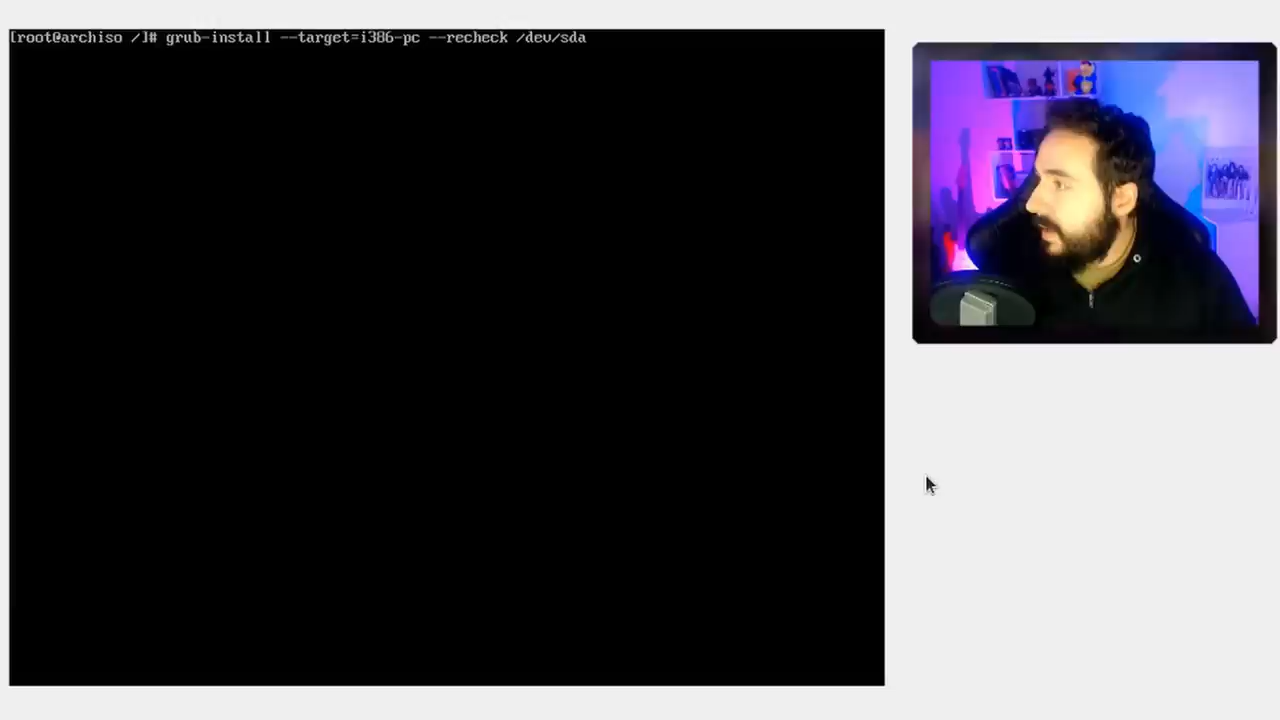 [root@archiso /]# grub-install --target=i386-pc --recheck /dev/sda